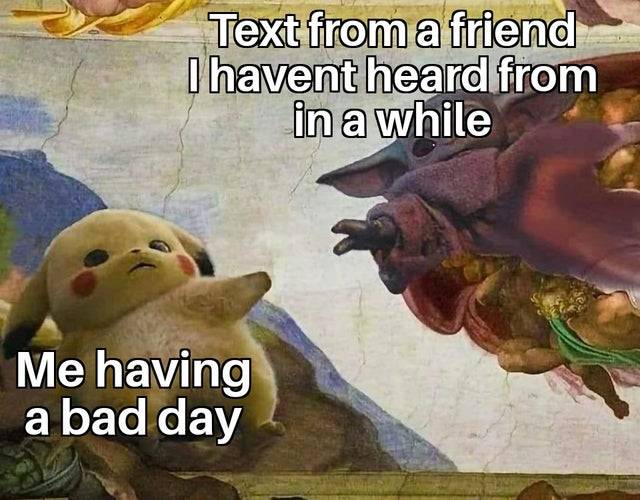 Text from a friend
I havent heard from
in a while
Me having
a bad day